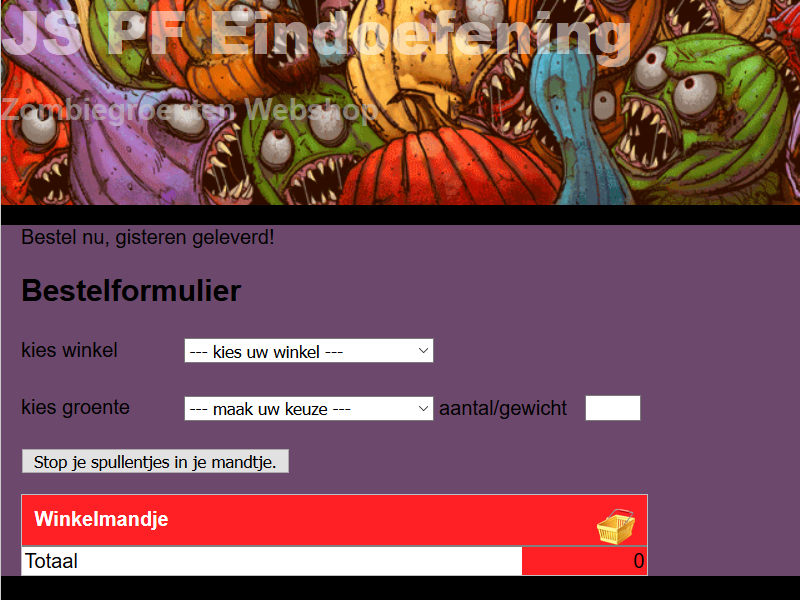 JS PF Eindoefening
Zombiegroenten Webshop
Bestel nu, gisteren geleverd!
Bestelformulier
kies winkel --- kies uw winkel ---
kies groente --- maak uw keuze --- aantal/gewicht
Stop je spullentjes in je mandtje.
Winkelmandje
Totaal 0